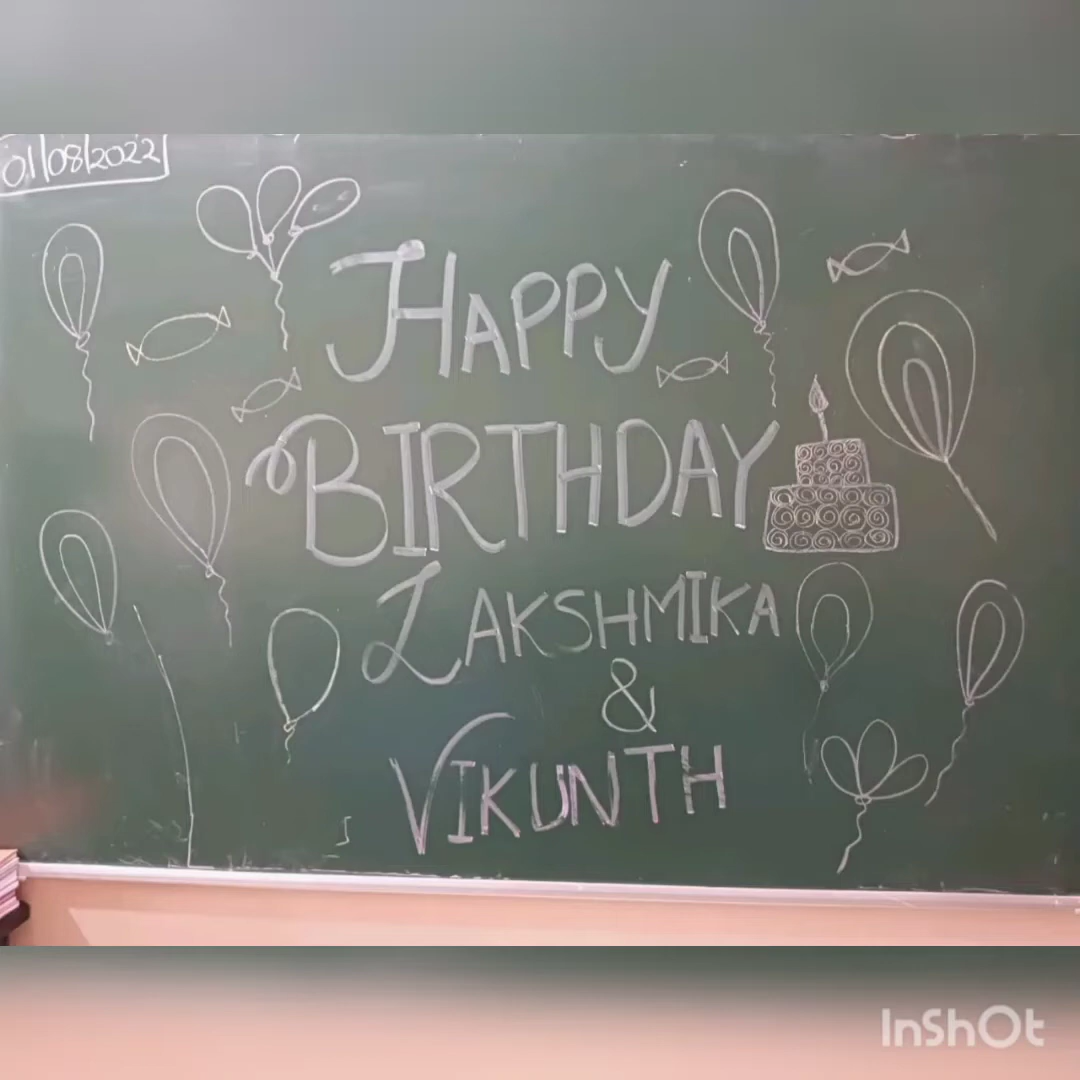 01/08/2022
HAPPY
BIRTHDAY
LAKSHMIKA
&
VIKUNTH
InShOt